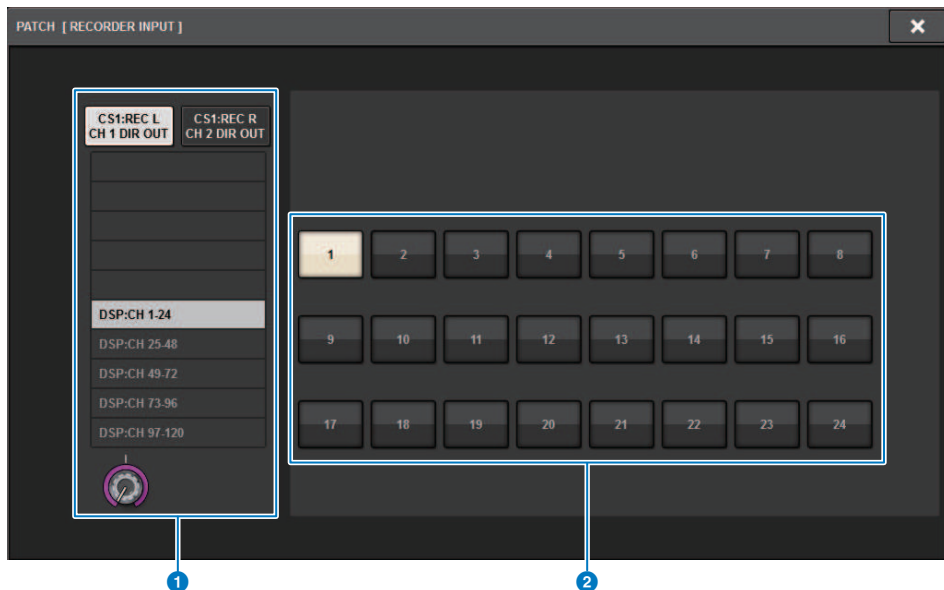 PATCH [ RECORDER INPUT ]
CS1:REC L
CH 1 DIR OUT
CS1:REC R
CH 2 DIR OUT
DSP:CH 1-24
DSP:CH 25-48
DSP:CH 49-72
DSP:CH 73-96
DSP:CH 97-120
1 2 3 4 5 6 7 8
9 10 11 12 13 14 15 16
17 18 19 20 21 22 23 24
1 2